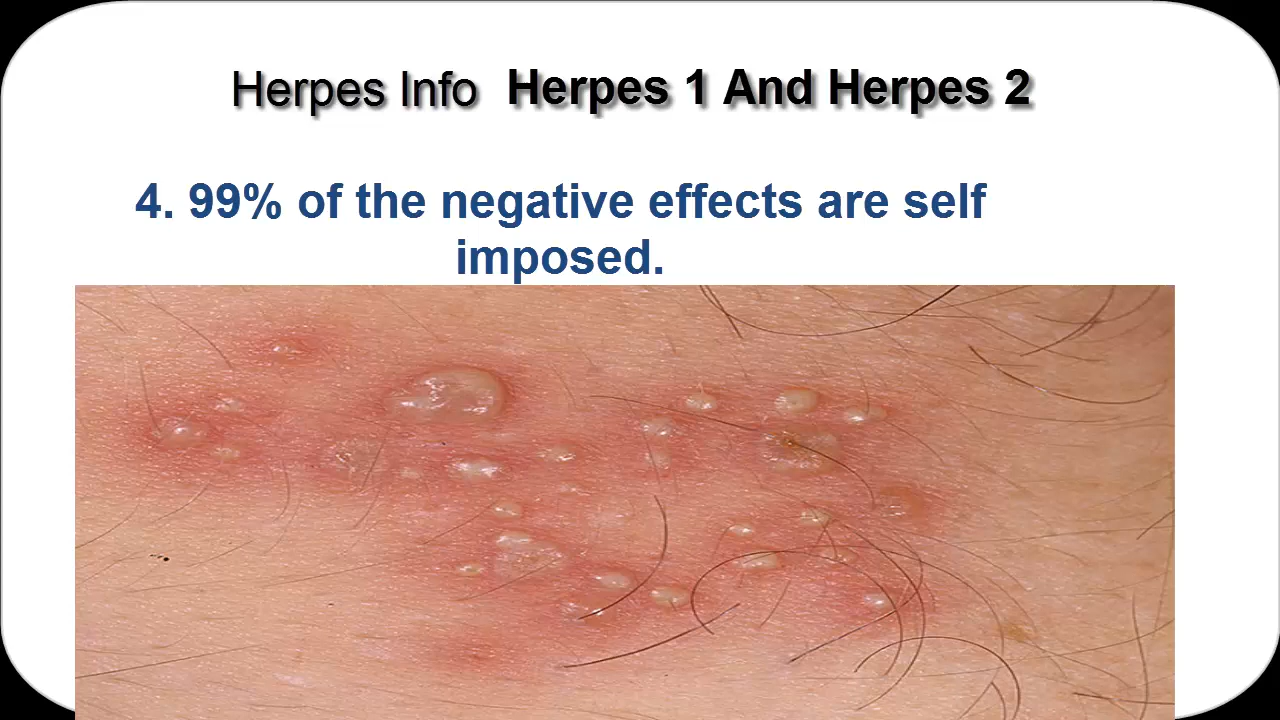 Herpes Info Herpes 1 And Herpes 2
4. 99% of the negative effects are self
imposed.